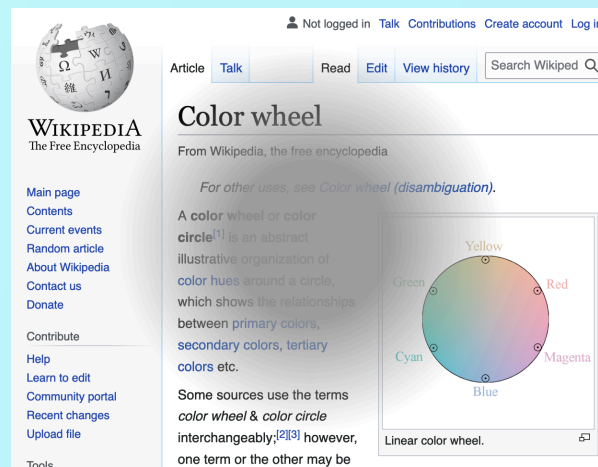 Not logged in Talk Contributions Create account Log in
Article Talk Read Edit View history Search Wikiped
WIKIPEDIA
The Free Encyclopedia
Main page
Contents
Current events
Random article
About Wikipedia
Contact us
Donate
Contribute
Help
Learn to edit
Community portal
Recent changes
Upload file
Tools
Color wheel
From Wikipedia, the free encyclopedia
For other uses, see Color wheel (disambiguation).
A color wheel or color
circle[1] is an abstract
illustrative organization of
color hues around a circle,
which shows the relationships
between primary colors,
secondary colors, tertiary
colors etc.
Some sources use the terms
color wheel & color circle
interchangeably;[2][3] however,
one term or the other may be
Yellow
Green Red
Cyan Magenta
Blue
Linear color wheel.